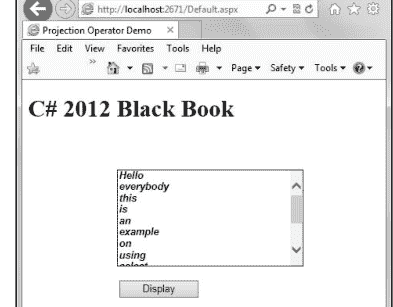 http://localhost:2671/Default.aspx
Projection Operator Demo
File Edit View Favorites Tools Help
Page Safety Tools
C# 2012 Black Book
Hello
everybody
this
is
an
example
on
using
select
Display